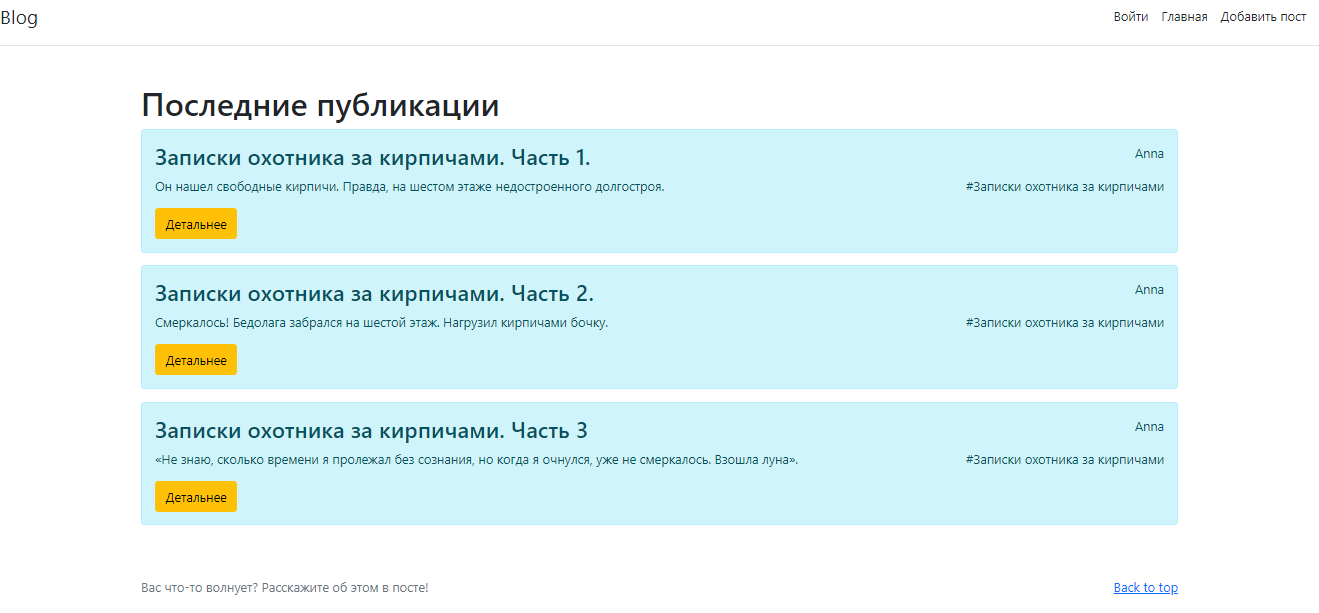 Blog
Войти Главная Добавить пост
Последние публикации
Записки охотника за кирпичами. Часть 1.
Anna
Он нашел свободные кирпичи. Правда, на шестом этаже недостроенного долгостроя.
#Записки охотника за кирпичами
Детальнее
Записки охотника за кирпичами. Часть 2.
Anna
Смеркалось! Бедолага забрался на шестой этаж. Нагрузил кирпичами бочку.
#Записки охотника за кирпичами
Детальнее
Записки охотника за кирпичами. Часть 3
Anna
«Не знаю, сколько времени я пролежал без сознания, но когда я очнулся, уже не смеркалось. Взошла луна».
#Записки охотника за кирпичами
Детальнее
Вас что-то волнует? Расскажите об этом в посте!
Back to top